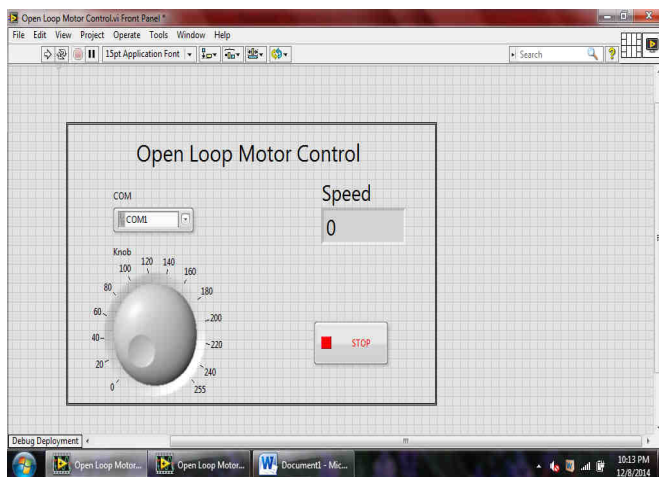 Open Loop Motor Control.vi Front Panel *
File Edit View Project Operate Tools Window Help
15pt Application Font
Search
Open Loop Motor Control
COM
COM1
Speed
0
Knob
0 20 40 60 80 100 120 140 160 180 200 220 240 255
STOP
Debug Deployment
Open Loop Motor... Open Loop Motor... Document1 - Mic... 10:13 PM
12/8/2014